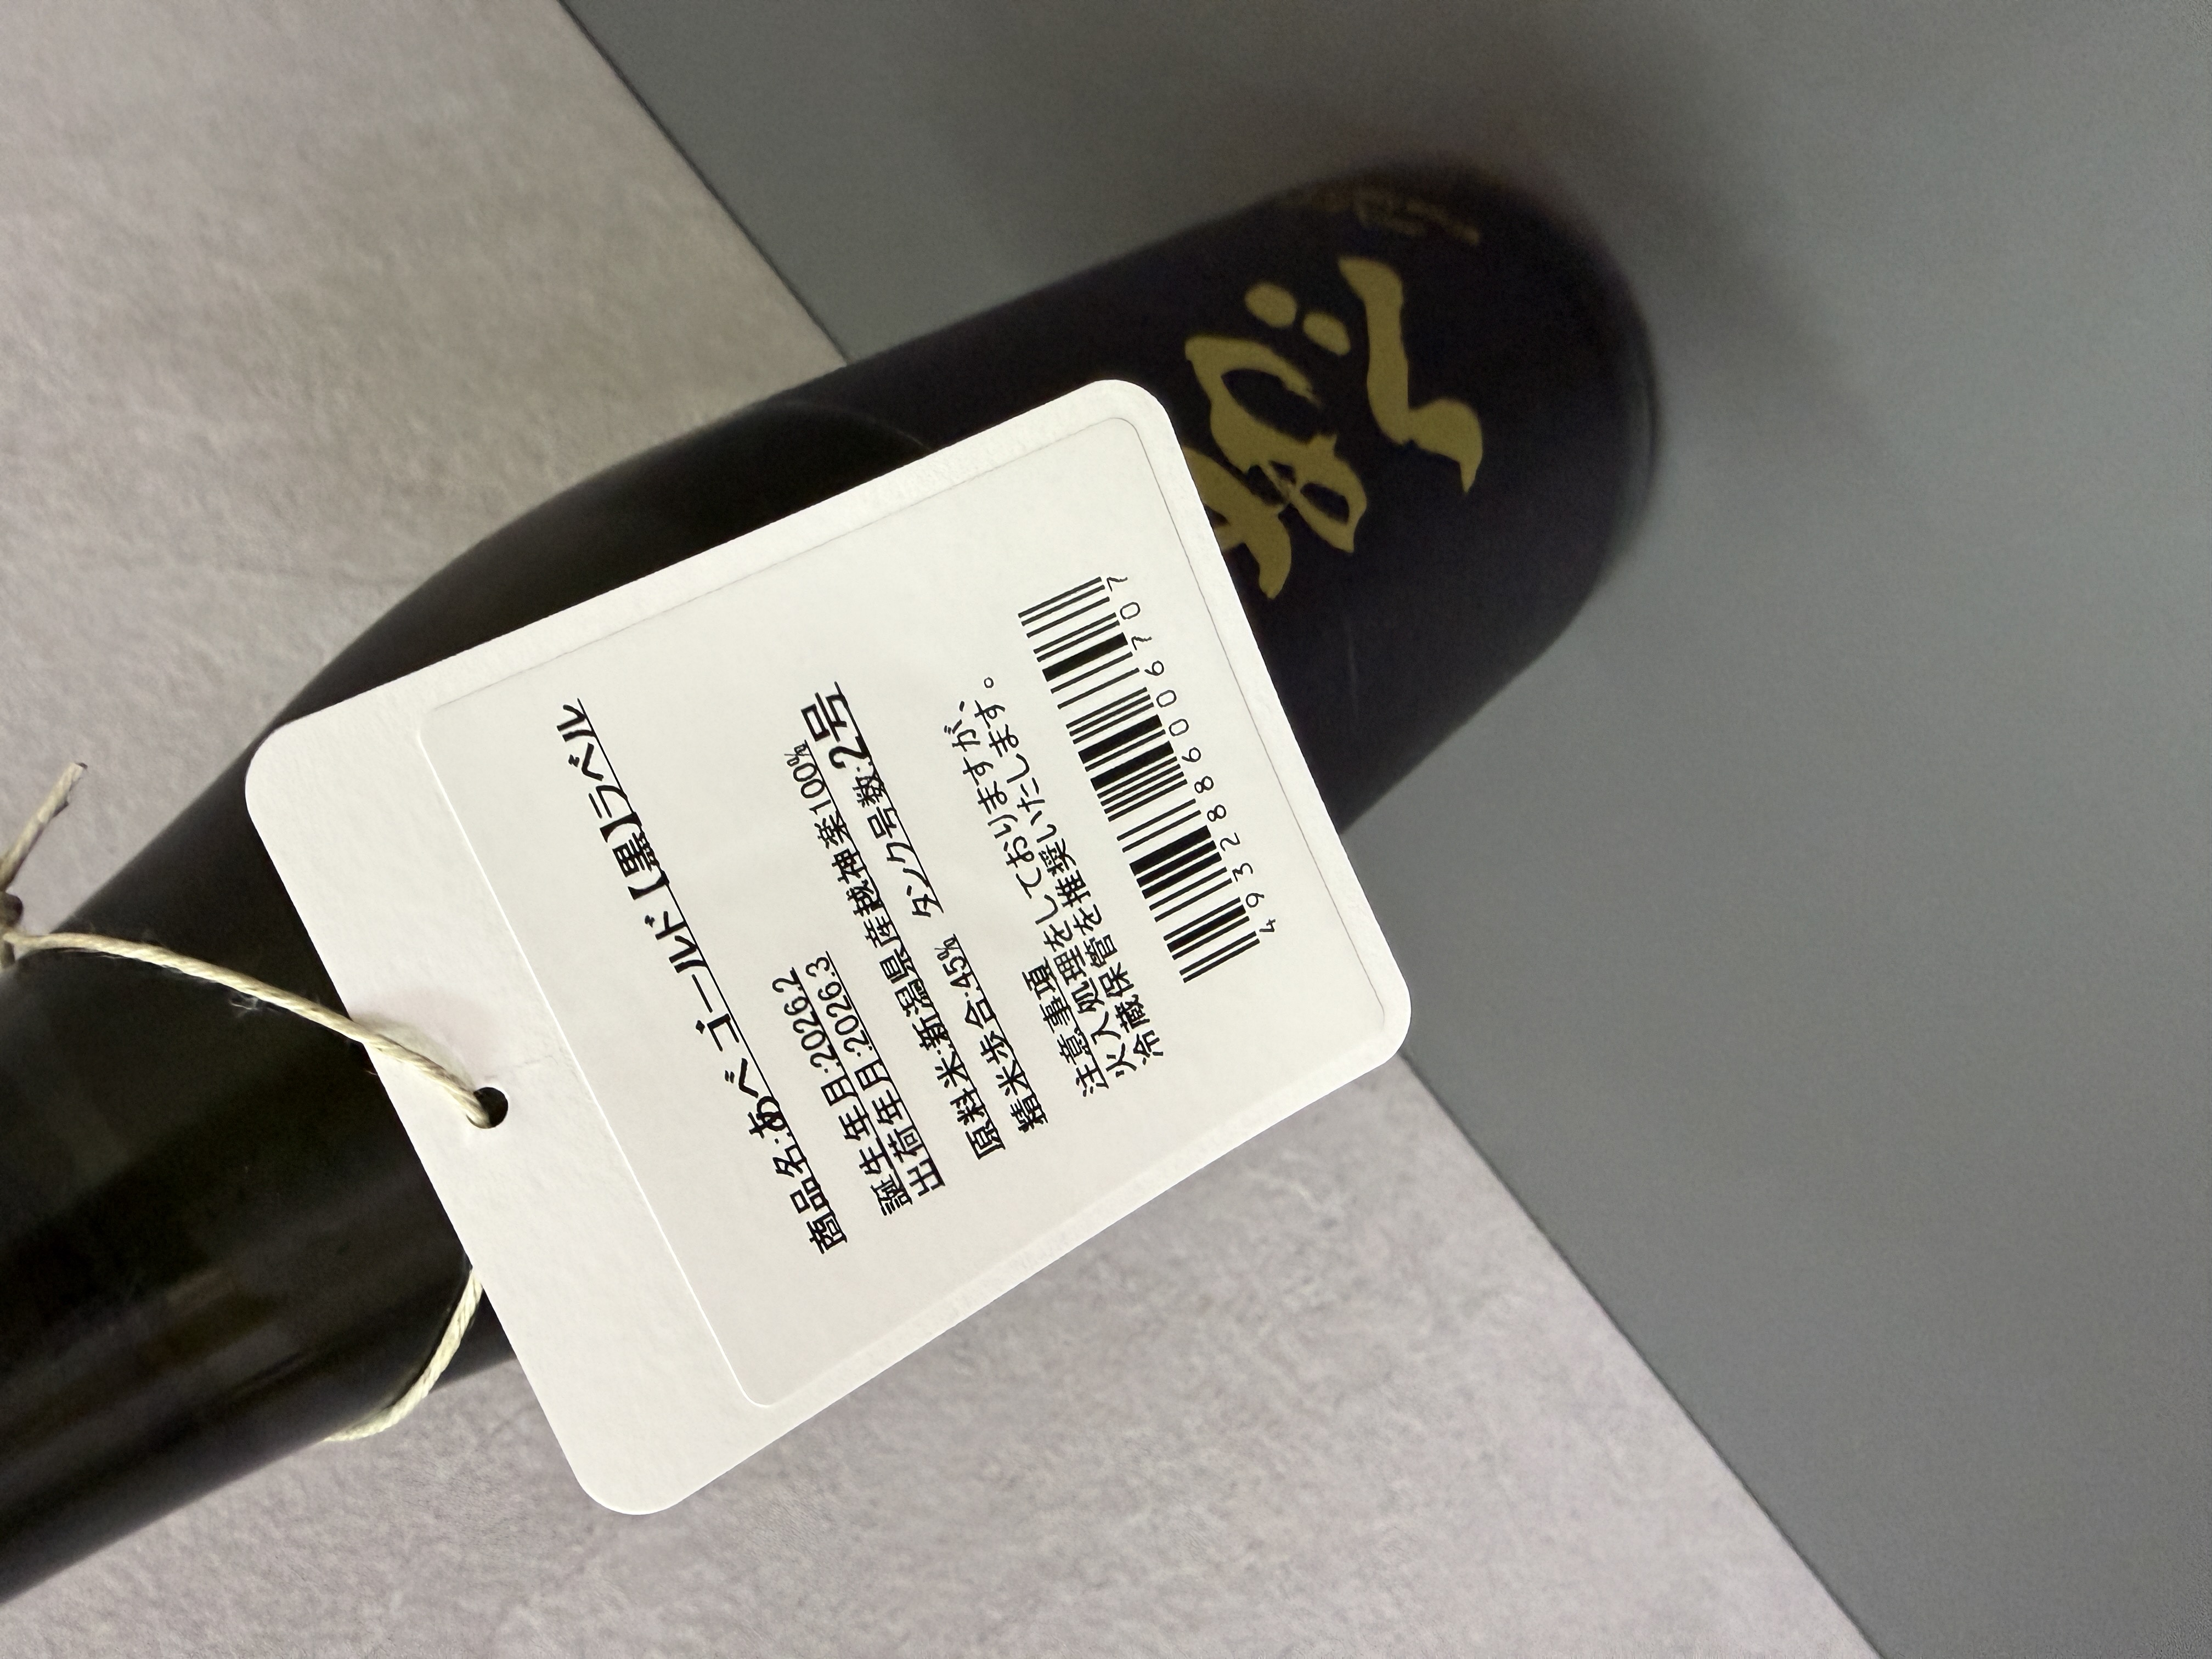 商品名:あべゴールド【黒】ラベル
誕生年月:2026.2
出荷年月:2026.3
原料米:新潟県産越神楽100%
精米歩合:45% タンク号数:2号
注意事項
火入処理をしておりますが、
冷蔵保管を推奨いたします。
4932886006707
あべ